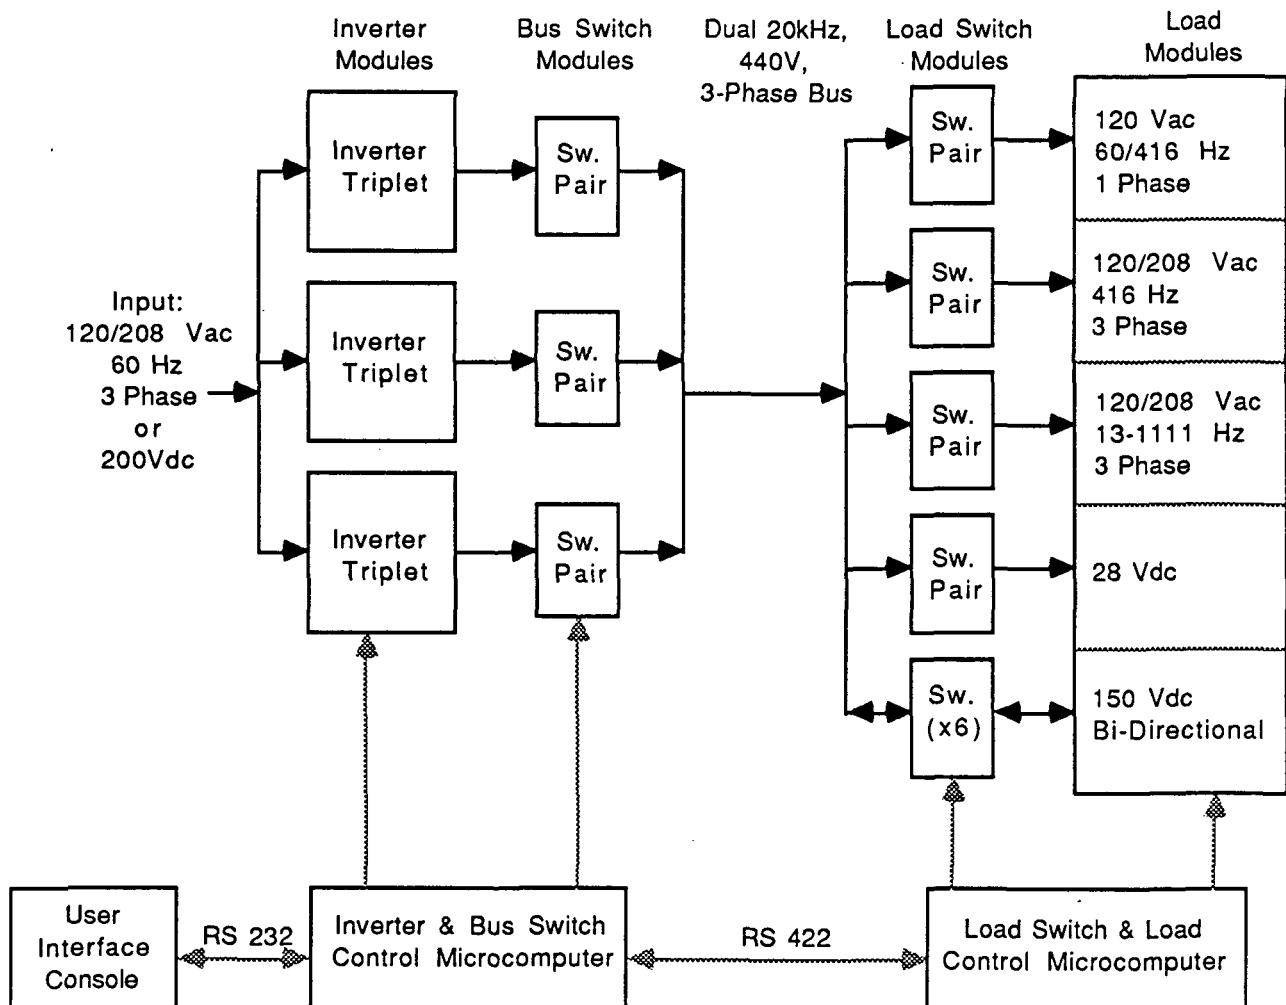 Inverter
Modules
Bus Switch
Modules
Dual 20kHz,
440V,
3-Phase Bus
Load Switch
Modules
Load
Modules
Input:
120/208 Vac
60 Hz
3 Phase
or
200Vdc
Inverter
Triplet
Inverter
Triplet
Inverter
Triplet
Sw.
Pair
Sw.
Pair
Sw.
Pair
Sw.
Pair
Sw.
Pair
Sw.
Pair
Sw.
Pair
Sw.
(x6)
120 Vac
60/416 Hz
1 Phase
120/208 Vac
416 Hz
3 Phase
120/208 Vac
13-1111 Hz
3 Phase
28 Vdc
150 Vdc
Bi-Directional
User
Interface
Console
RS 232
Inverter & Bus Switch
Control Microcomputer
RS 422
Load Switch & Load
Control Microcomputer